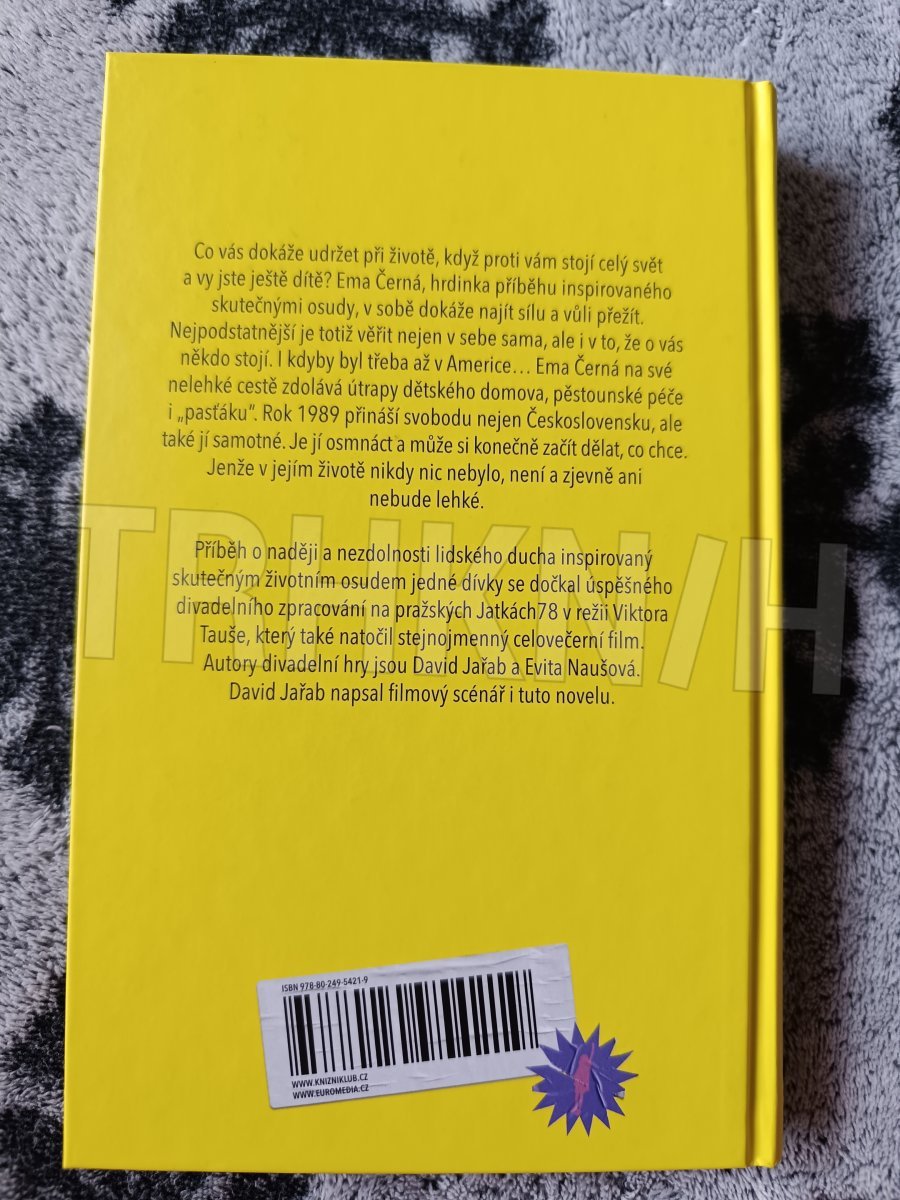 Co vás dokáže udržet při životě, když proti vám stojí celý svět
a vy jste ještě dítě? Ema Černá, hrdinka příběhu inspirovaného
skutečnými osudy, v sobě dokáže najít sílu a vůli přežít.
Nejpodstatnější je totiž věřit nejen v sebe sama, ale i v to, že o vás
někdo stojí. I kdyby byl třeba až v Americe… Ema Černá na své
nelehké cestě zdolává útrapy dětského domova, pěstounské péče
i „pasťáku“. Rok 1989 přináší svobodu nejen Československu, ale
také jí samotné. Je jí osmnáct a může si konečně začít dělat, co chce.
Jenže v jejím životě nikdy nic nebylo, není a zjevně ani
nebude lehké.
TRHKNIH
Příběh o naději a nezdolnosti lidského ducha inspirovaný
skutečným životním osudem jedné dívky se dočkal úspěšného
divadelního zpracování na pražských Jatkách78 v režii Viktora
Tauše, který také natočil stejnojmenný celovečerní film.
Autory divadelní hry jsou David Jařab a Evita Naušová.
David Jařab napsal filmový scénář i tuto novelu.
ISBN 978-80-249-5421-9
WWW.KNIZNIKLUB.CZ
WWW.EUROMEDIA.CZ